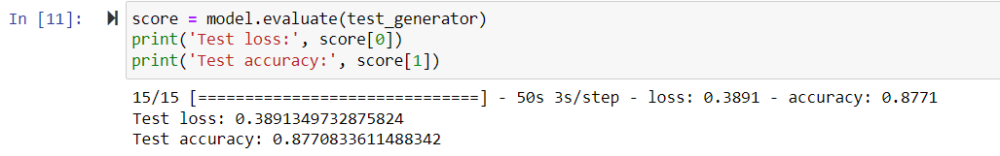 In [11]:
score = model.evaluate(test_generator)
print('Test loss:', score[0])
print('Test accuracy:', score[1])
15/15 [==============================] - 50s 3s/step - loss: 0.3891 - accuracy: 0.8771
Test loss: 0.3891349732875824
Test accuracy: 0.8770833611488342